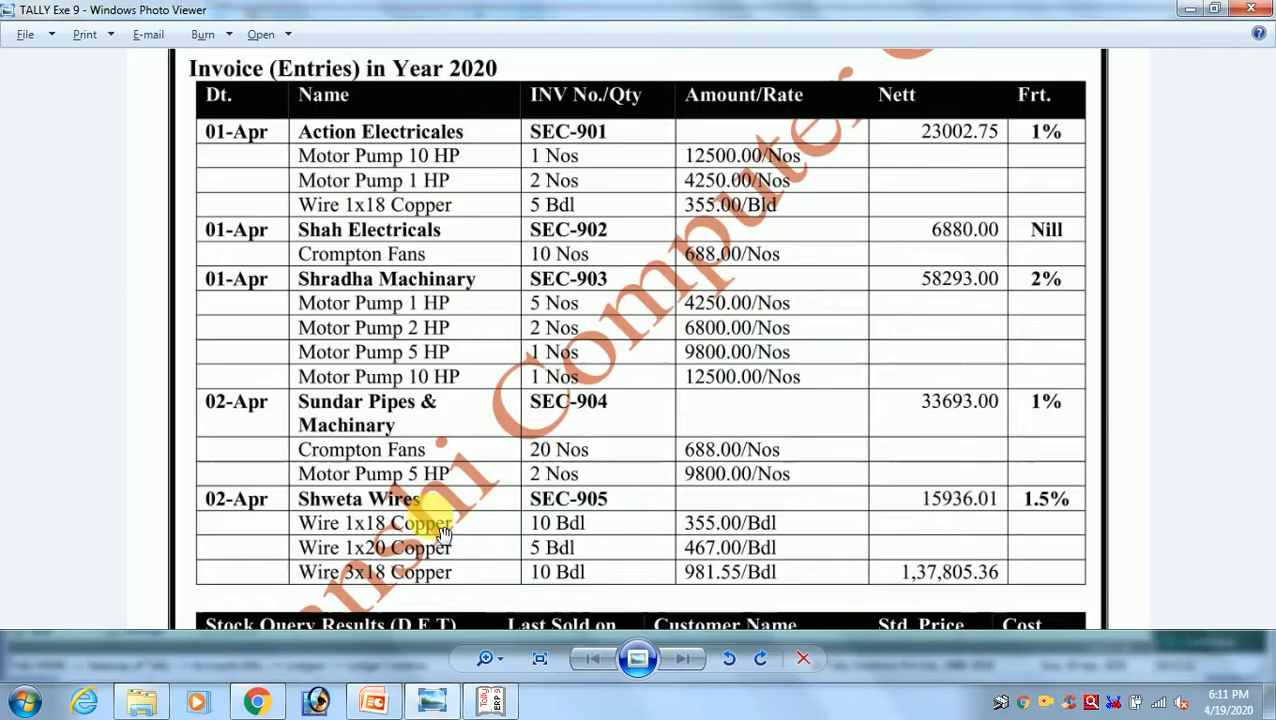 TALLY Exe 9 - Windows Photo Viewer
File Print E-mail Burn Open
Invoice (Entries) in Year 2020
Dt. Name INV No./Qty Amount/Rate Nett Frt.
01-Apr Action Electricales SEC-901 23002.75 1%
Motor Pump 10 HP 1 Nos 12500.00/Nos
Motor Pump 1 HP 2 Nos 4250.00/Nos
Wire 1x18 Copper 5 Bdl 355.00/Bld
01-Apr Shah Electricals SEC-902 6880.00 Nill
Crompton Fans 10 Nos 688.00/Nos
01-Apr Shradha Machinary SEC-903 58293.00 2%
Motor Pump 1 HP 5 Nos 4250.00/Nos
Motor Pump 2 HP 2 Nos 6800.00/Nos
Motor Pump 5 HP 1 Nos 9800.00/Nos
Motor Pump 10 HP 1 Nos 12500.00/Nos
02-Apr Sundar Pipes & SEC-904 33693.00 1%
Machinary
Crompton Fans 20 Nos 688.00/Nos
Motor Pump 5 HP 2 Nos 9800.00/Nos
02-Apr Shweta Wires SEC-905 15936.01 1.5%
Wire 1x18 Copper 10 Bdl 355.00/Bdl
Wire 1x20 Copper 5 Bdl 467.00/Bdl
Wire 3x18 Copper 10 Bdl 981.55/Bdl 1,37,805.36
Stock Query Results (D.E.T) Last Sold on Customer Name Std. Price Cost
Computer
Tally
ERP 9
6:11 PM
4/19/2020